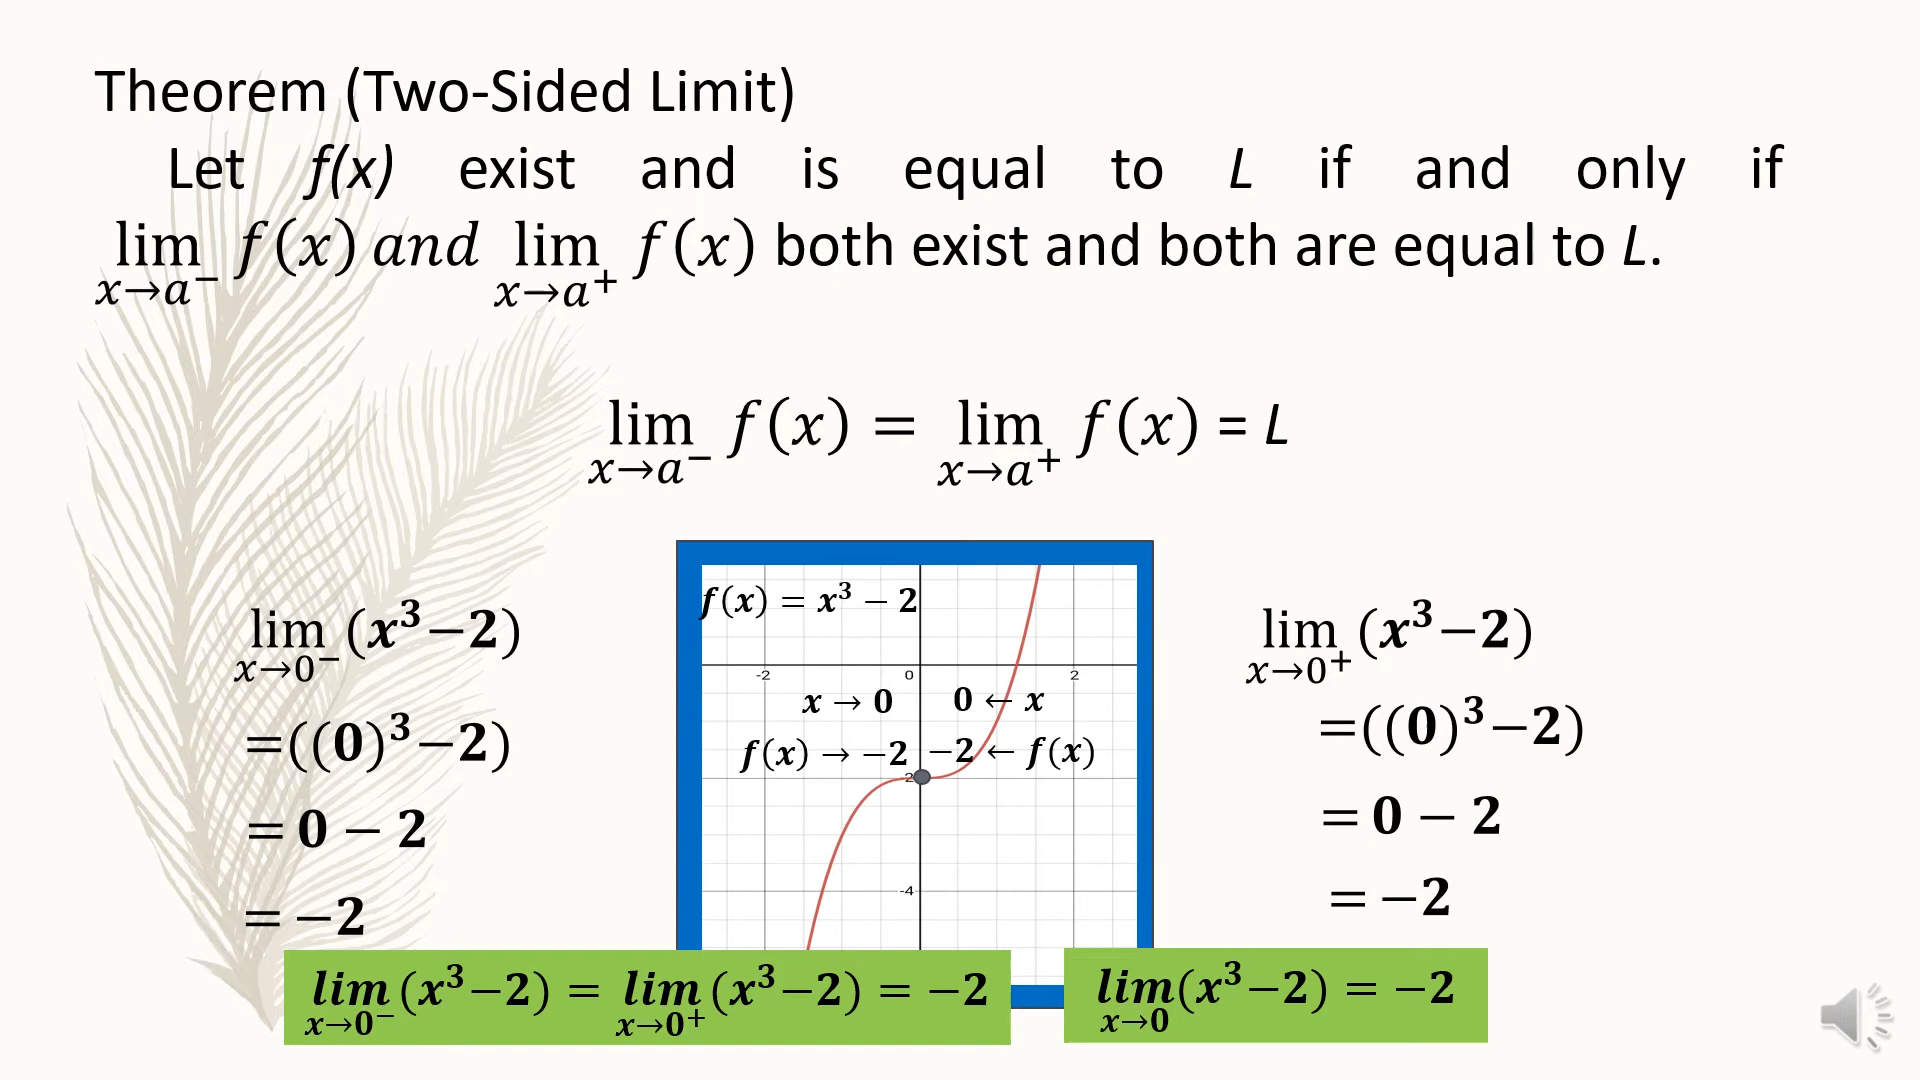 Theorem (Two-Sided Limit)
Let f(x) exist and is equal to L if and only if
lim x→a⁻ f(x) and lim x→a⁺ f(x) both exist and both are equal to L.
lim x→a⁻ f(x) = lim x→a⁺ f(x) = L
lim x→0⁻ (x³−2)
=((0)³−2)
= 0 − 2
= −2
f(x) = x³ − 2
-2 0 2
x → 0 0 ← x
f(x) → −2 −2 ← f(x)
2
-4
lim x→0⁺ (x³−2)
=((0)³−2)
= 0 − 2
= −2
lim x→0⁻ (x³−2) = lim x→0⁺ (x³−2) = −2
lim x→0 (x³−2) = −2